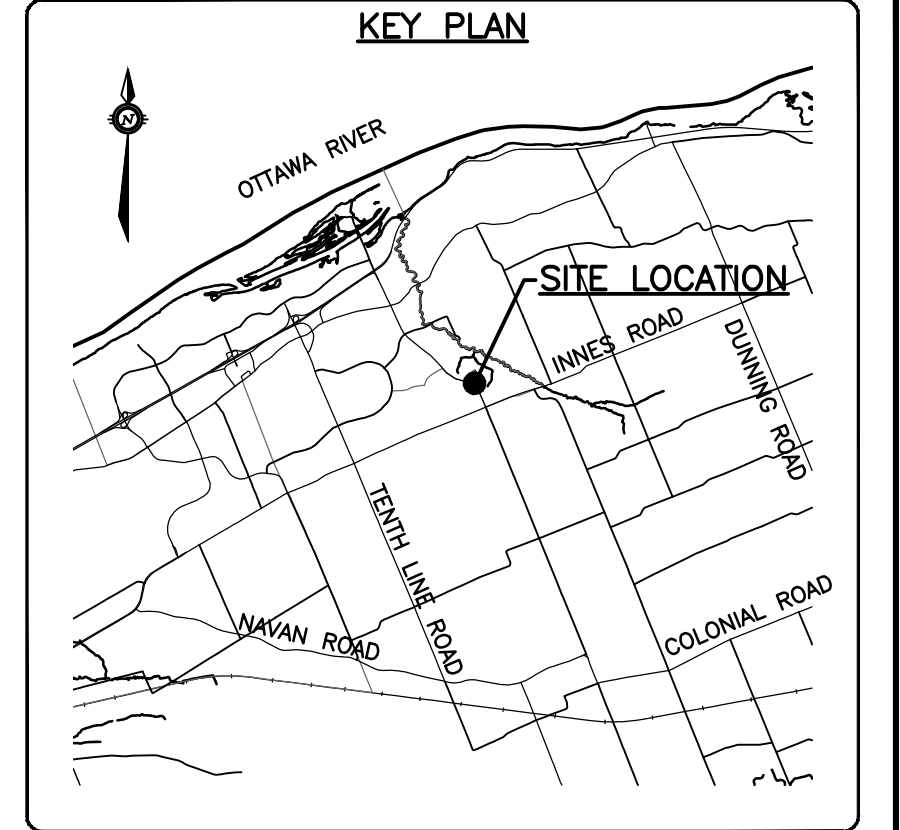 KEY PLAN
N
OTTAWA RIVER
SITE LOCATION
INNES ROAD
DUNNING ROAD
TENTH LINE ROAD
NAVAN ROAD
COLONIAL ROAD